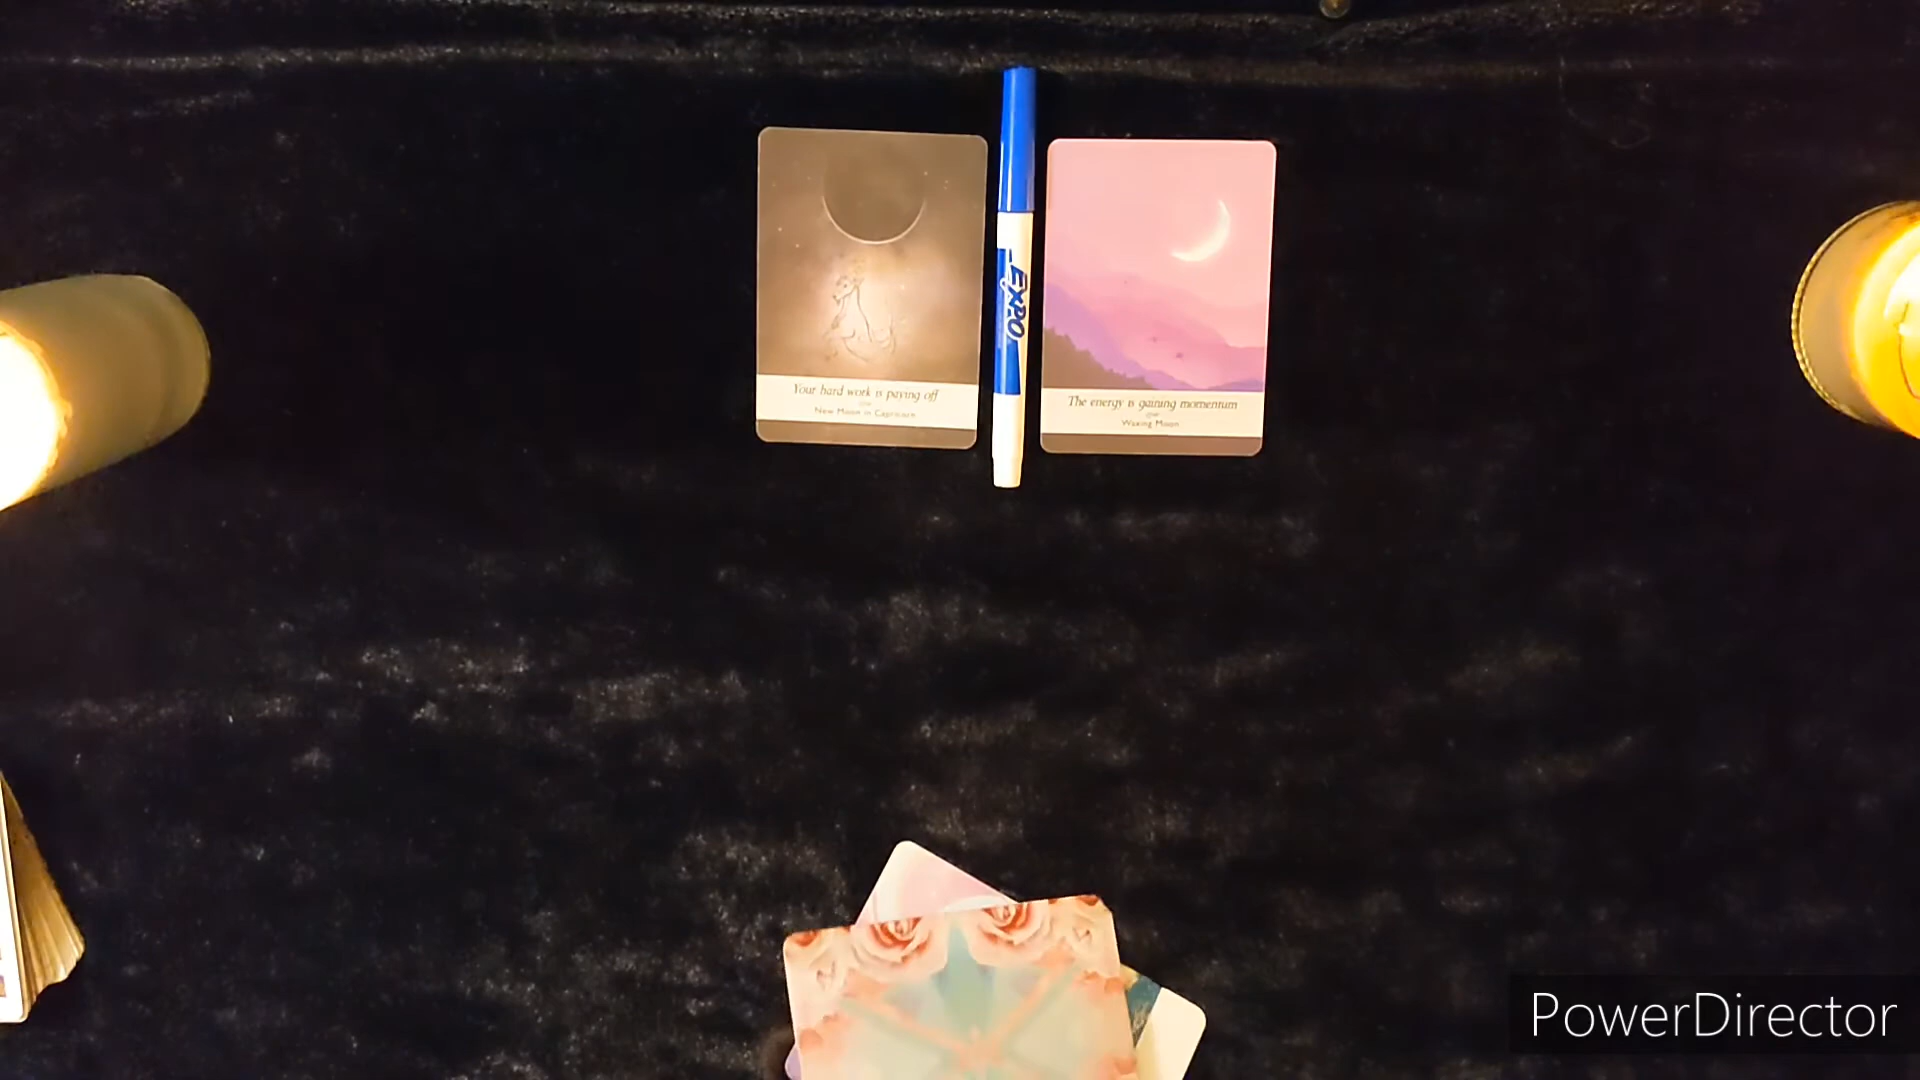 Your hard work is paying off
New Moon in Capricorn
EXPO
The energy is gaining momentum
Waxing Moon
PowerDirector